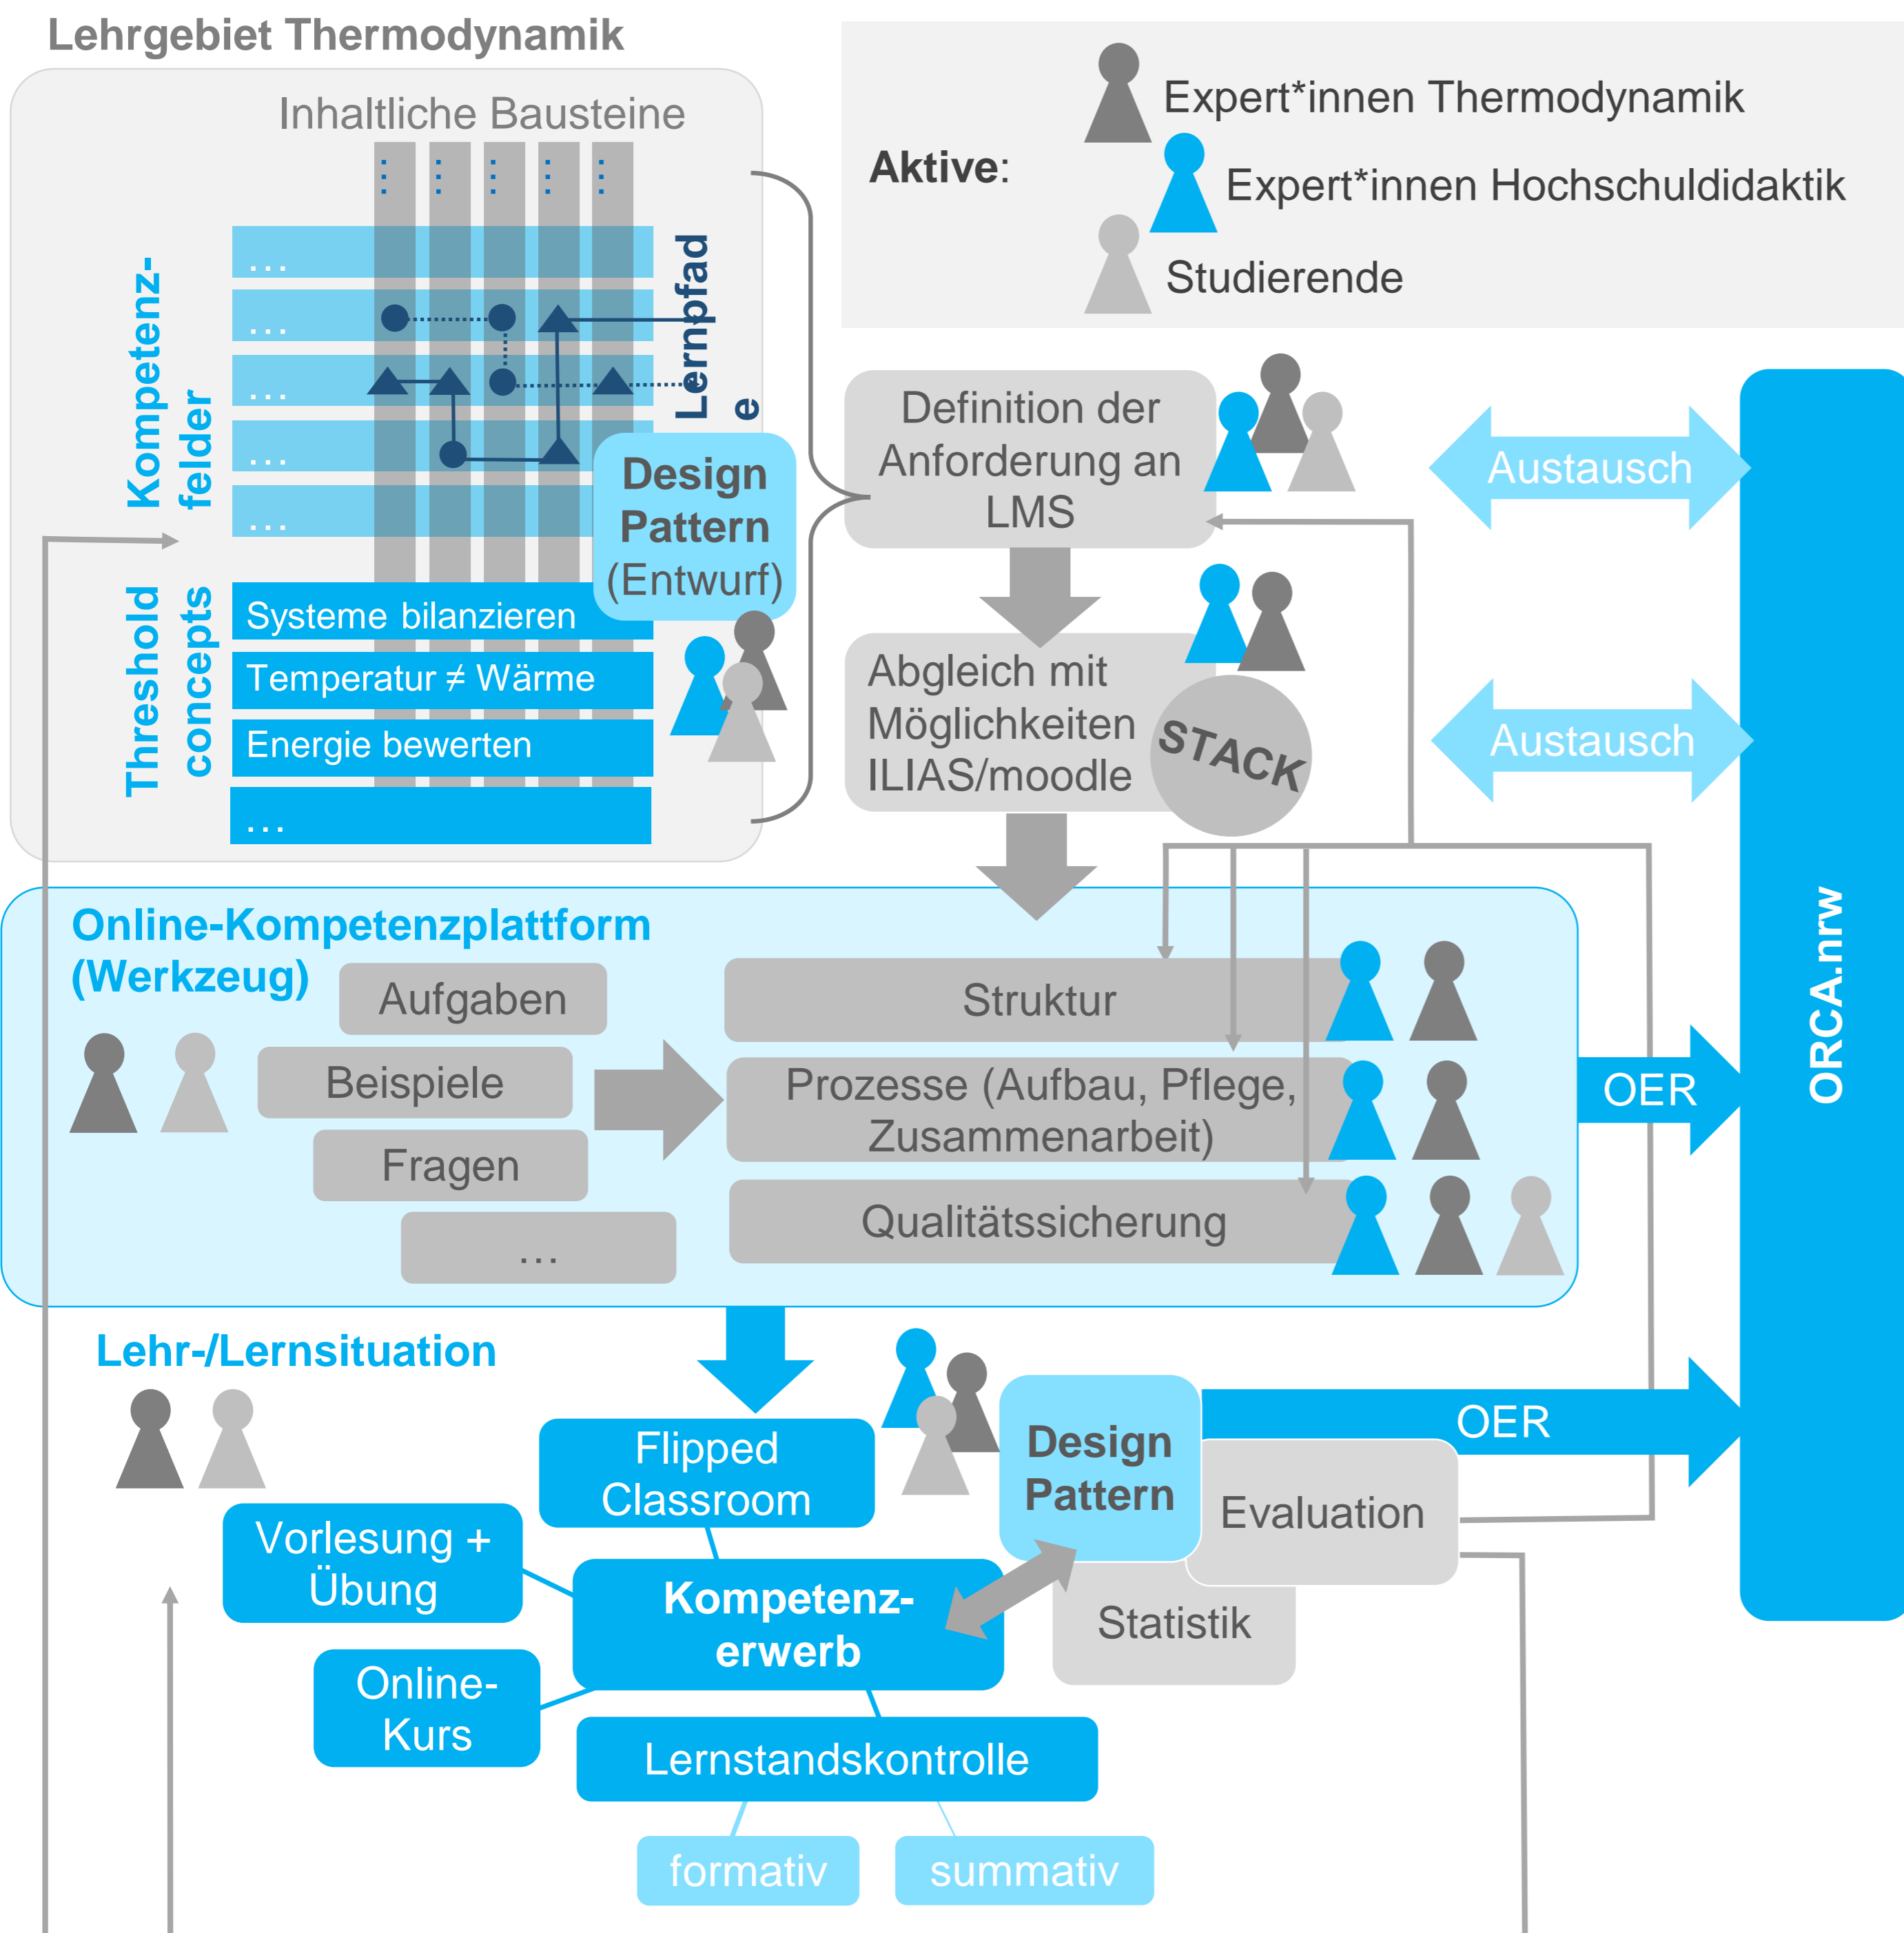 Lehrgebiet Thermodynamik
Inhaltliche Bausteine
Kompetenz-
felder
…
…
…
…
…
Lernpfad
e
Design
Pattern
(Entwurf)
Threshold
concepts
Systeme bilanzieren
Temperatur ≠ Wärme
Energie bewerten
…
Aktive:
Expert*innen Thermodynamik
Expert*innen Hochschuldidaktik
Studierende
Definition der
Anforderung an
LMS
Austausch
Abgleich mit
Möglichkeiten
ILIAS/moodle
STACK
Austausch
ORCA.nrw
Online-Kompetenzplattform
(Werkzeug)
Aufgaben
Beispiele
Fragen
…
Struktur
Prozesse (Aufbau, Pflege,
Zusammenarbeit)
Qualitätssicherung
OER
Lehr-/Lernsituation
Flipped
Classroom
Vorlesung +
Übung
Kompetenz-
erwerb
Online-
Kurs
Lernstandskontrolle
formativ
summativ
Design
Pattern
Evaluation
Statistik
OER